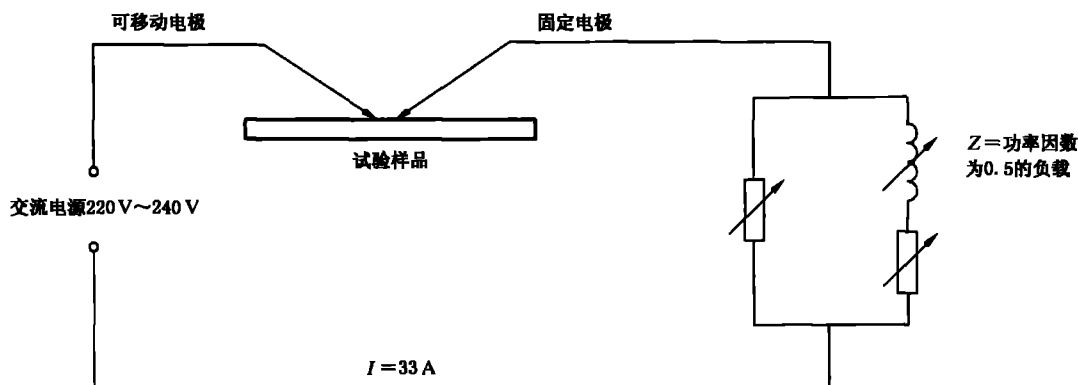 可移动电极
固定电极
试验样品
Z=功率因数
为0.5的负载
交流电源220 V~240 V
I=33 A